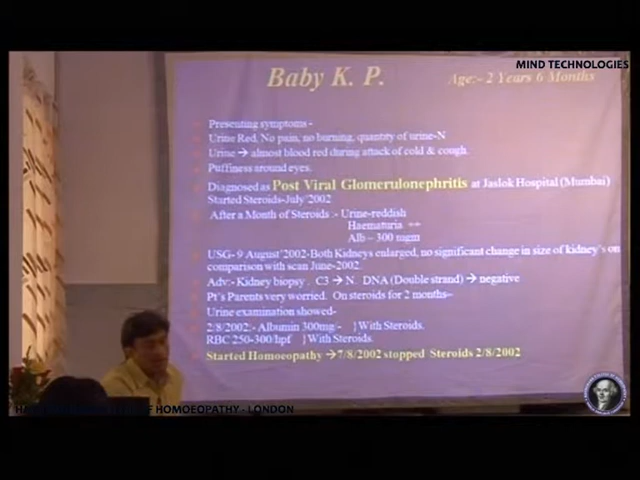 MIND TECHNOLOGIES
Baby K. P. Age:- 2 Years 6 Months
Presenting symptoms -
Urine Red, No pain, no burning, quantity of urine-N
Urine → almost blood red during attack of cold & cough.
Puffiness around eyes.
Diagnosed as Post Viral Glomerulonephritis at Jaslok Hospital (Mumbai)
Started Steroids-July'2002
After a Month of Steroids :- Urine-reddish
Haematuria ++
Alb – 300 mgm
USG- 9 August'2002-Both Kidneys enlarged, no significant change in size of kidney's on
comparison with scan June-2002.
Adv:- Kidney biopsy . C3 → N. DNA (Double strand) → negative
Pt's Parents very worried. On steroids for 2 months–
Urine examination showed-
2/8/2002:- Albumin 300mg:- }With Steroids.
RBC 250-300/hpf }With Steroids.
Started Homoeopathy →7/8/2002 stopped Steroids 2/8/2002
OF HOMOEOPATHY - LONDON